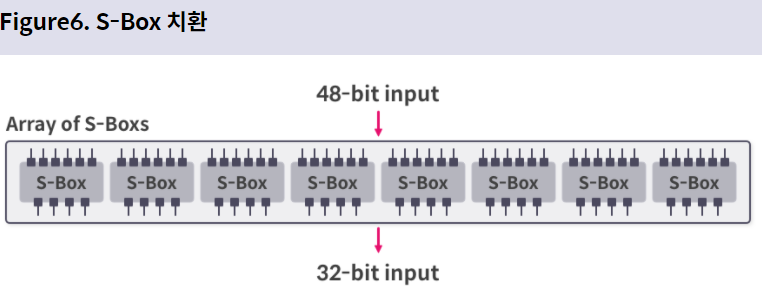 Figure6. S-Box 치환
48-bit input
Array of S-Boxs
S-Box S-Box S-Box S-Box S-Box S-Box S-Box S-Box
32-bit input